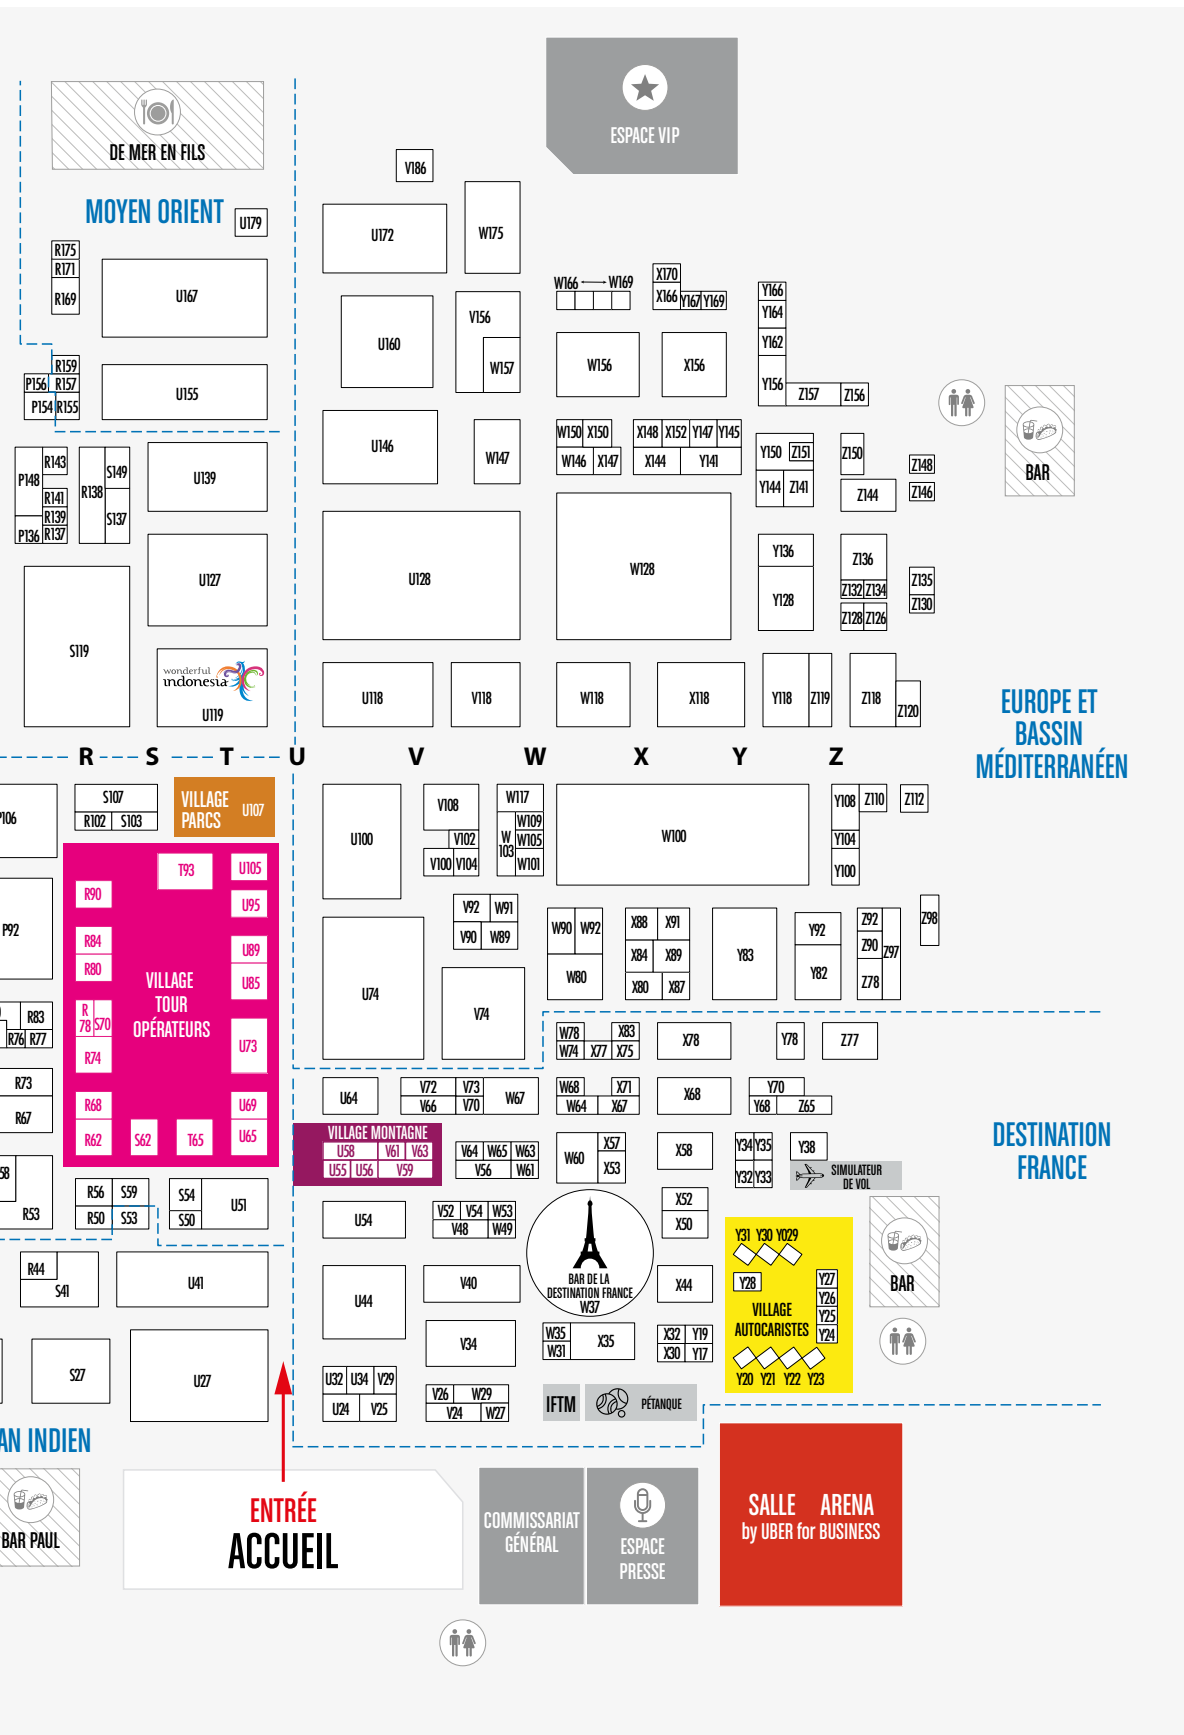 ESPACE VIP
DE MER EN FILS
MOYEN ORIENT
U179
V186
U172
W175
R175
R171
R169
U167
W166
W169
X170
X166
Y167
Y169
Y166
Y164
Y162
Y156
V156
W157
U160
W156
X156
Z157
Z156
R159
P156
R157
P154
R155
U155
U146
W147
W150
X150
W146
X147
X148
X152
Y147
Y145
X144
Y141
Y150
Z151
Y144
Z141
Z150
Z144
Z148
Z146
BAR
P148
R143
R141
R139
P136
R137
R138
S149
S137
U139
U127
U128
W128
Y136
Y128
Z136
Z132
Z134
Z128
Z126
Z135
Z130
S119
wonderful
indonesia
U119
U118
V118
W118
X118
Y118
Z119
Z118
Z120
EUROPE ET
BASSIN
MÉDITERRANÉEN
R
S
T
U
V
W
X
Y
Z
P106
S107
R102
S103
VILLAGE
PARCS
U107
U100
V108
V102
V100
V104
W117
W109
W
103
W105
W101
W100
Y108
Z110
Z112
Y104
Y100
T93
U105
R90
U95
P92
R84
R80
U89
U85
VILLAGE
TOUR
OPÉRATEURS
R
78
S70
R74
U73
R68
U69
R62
S62
T65
U65
V92
W91
V90
W89
W90
W92
W80
X88
X91
X84
X89
X80
X87
Y83
Y92
Y82
Z92
Z90
Z78
Z97
Z98
U74
V74
R83
R76
R77
R73
R67
W78
X83
W74
X77
X75
X78
Y78
Z77
U64
V72
V73
V66
V70
W67
W68
X71
W64
X67
X68
Y70
Y68
Z65
DESTINATION
FRANCE
VILLAGE MONTAGNE
U58
V61
V63
U55
U56
V59
V64
W65
W63
V56
W61
W60
X57
X53
X58
Y34
Y35
Y32
Y33
Y38
SIMULATEUR
DE VOL
58
R53
R56
S59
R50
S53
S54
S50
U51
U54
V52
V54
W53
V48
W49
X52
X50
BAR DE LA
DESTINATION FRANCE
W37
Y31
Y30
Y029
Y28
Y27
Y26
Y25
Y24
VILLAGE
AUTOCARISTES
Y20
Y21
Y22
Y23
BAR
R44
S41
U41
U44
V40
X44
V34
W35
W31
X35
X32
Y19
X30
Y17
S27
U27
U32
U34
V29
U24
V25
V26
W29
V24
W27
IFTM
PÉTANQUE
AN INDIEN
BAR PAUL
ENTRÉE
ACCUEIL
COMMISSARIAT
GÉNÉRAL
ESPACE
PRESSE
SALLE ARENA
by UBER for BUSINESS